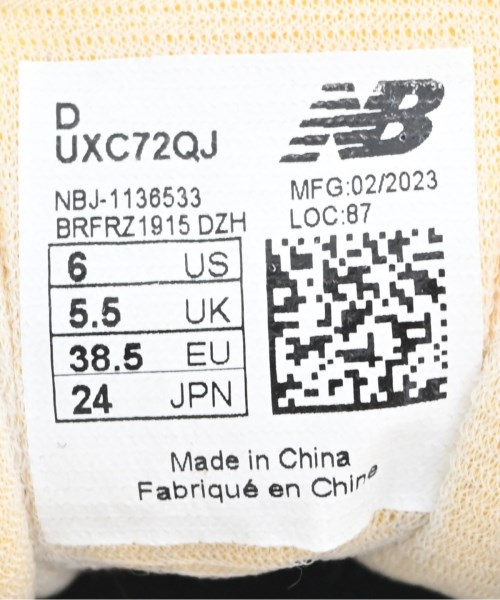 D
UXC72QJ
NB
NBJ-1136533
BRFRZ1915 DZH
MFG:02/2023
LOC:87
6 US
5.5 UK
38.5 EU
24 JPN
Made in China
Fabriqué en Chine